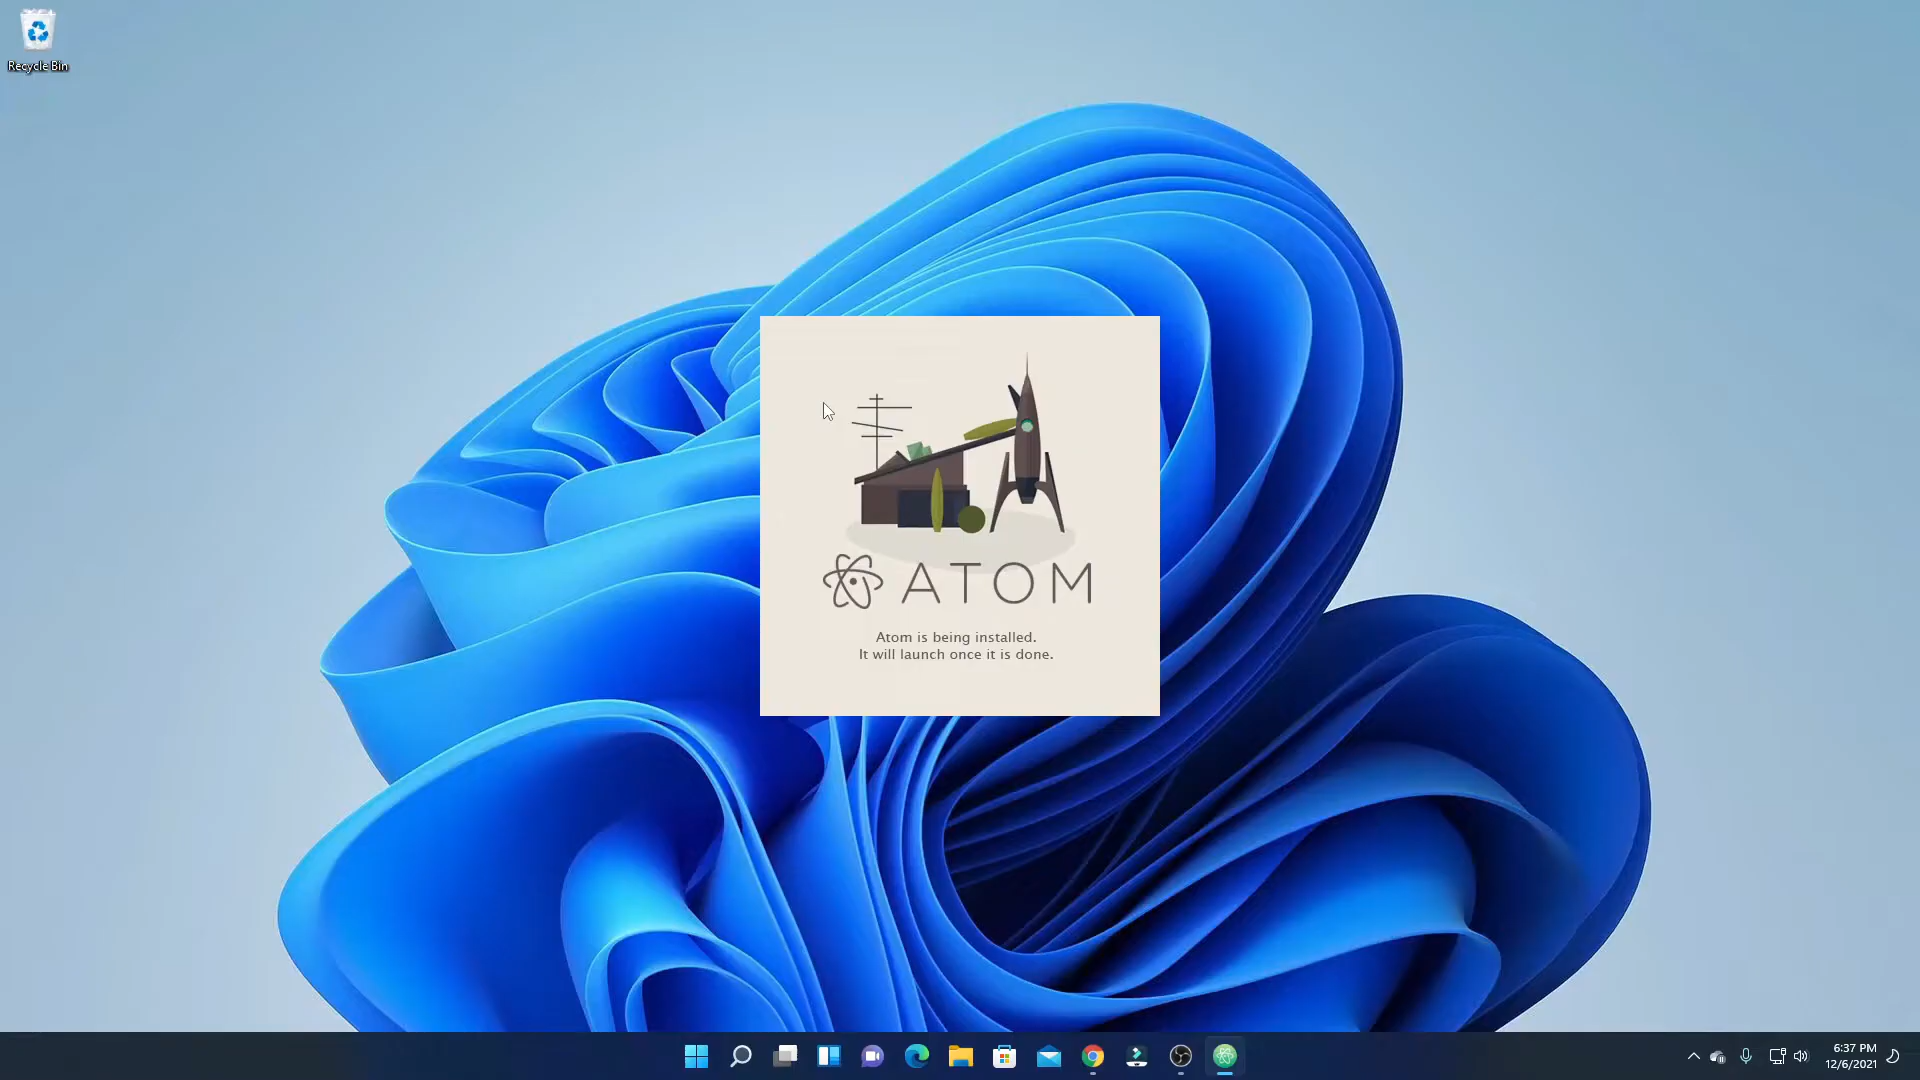 Recycle Bin
ATOM
Atom is being installed.
It will launch once it is done.
6:37 PM
12/6/2021